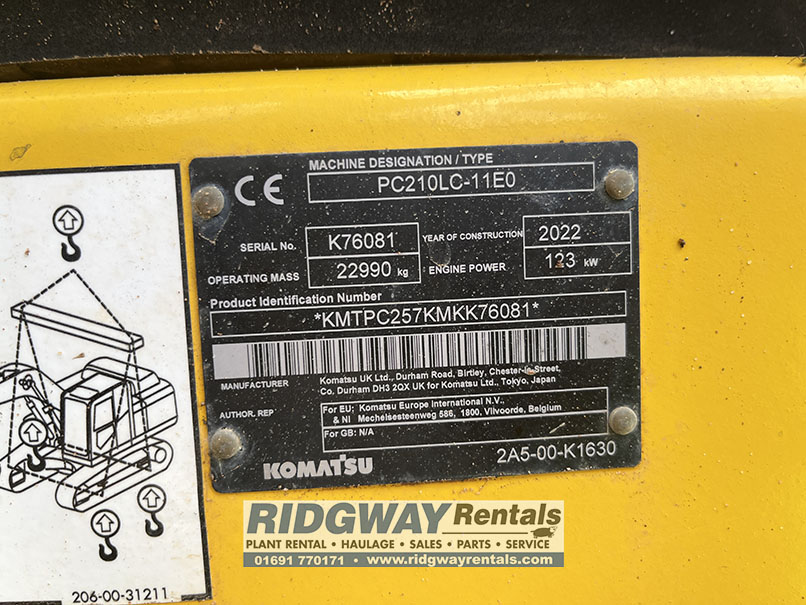 CE
MACHINE DESIGNATION / TYPE
PC210LC-11E0
SERIAL No. K76081 YEAR OF CONSTRUCTION 2022
OPERATING MASS 22990 kg ENGINE POWER 123 kW
Product Identification Number
*KMTPC257KMKK76081*
MANUFACTURER Komatsu UK Ltd., Durham Road, Birtley, Chester-le-Street,
Co. Durham DH3 2QX UK for Komatsu Ltd., Tokyo, Japan
AUTHOR. REP For EU; Komatsu Europe International N.V.,
& NI Mechelsesteenweg 586, 1800, Vilvoorde, Belgium
For GB: N/A
KOMATSU 2A5-00-K1630
206-00-31211
RIDGWAY Rentals
PLANT RENTAL • HAULAGE • SALES • PARTS • SERVICE
01691 770171 • www.ridgwayrentals.com